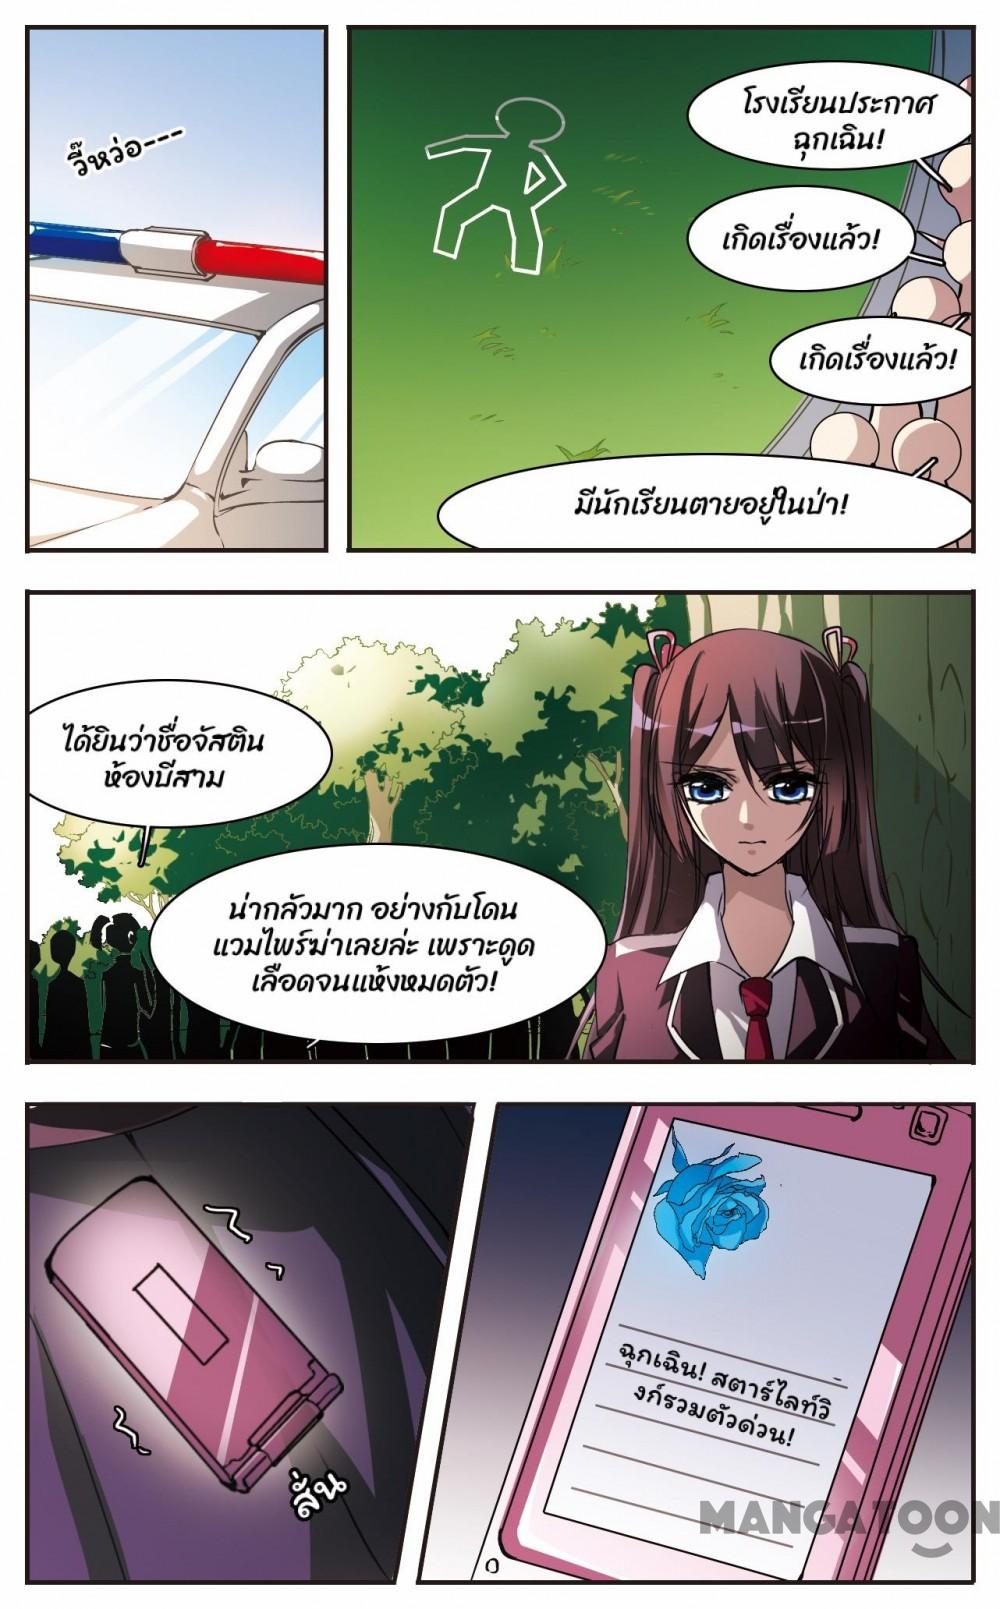 วี๊หว่อ---
โรงเรียนประกาศ
ฉุกเฉิน!
เกิดเรื่องแล้ว!
เกิดเรื่องแล้ว!
มีนักเรียนตายอยู่ในป่า!
ได้ยินว่าชื่อจัสติน
ห้องบีสาม
น่ากลัวมาก อย่างกับโดน
แวมไพร์ฆ่าเลยล่ะ เพราะดูด
เลือดจนแห้งหมดตัว!
สั่น
ฉุกเฉิน! สตาร์ไลท์วิ
งก์รวมตัวด่วน!
MANGATOON